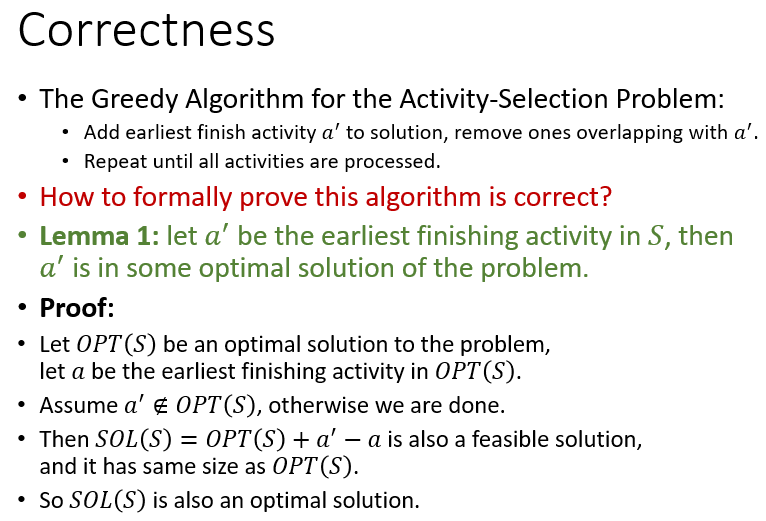 Correctness
• The Greedy Algorithm for the Activity-Selection Problem:
• Add earliest finish activity a′ to solution, remove ones overlapping with a′.
• Repeat until all activities are processed.
• How to formally prove this algorithm is correct?
• Lemma 1: let a′ be the earliest finishing activity in S, then
a′ is in some optimal solution of the problem.
• Proof:
• Let OPT(S) be an optimal solution to the problem,
let a be the earliest finishing activity in OPT(S).
• Assume a′ ∉ OPT(S), otherwise we are done.
• Then SOL(S) = OPT(S) + a′ − a is also a feasible solution,
and it has same size as OPT(S).
• So SOL(S) is also an optimal solution.